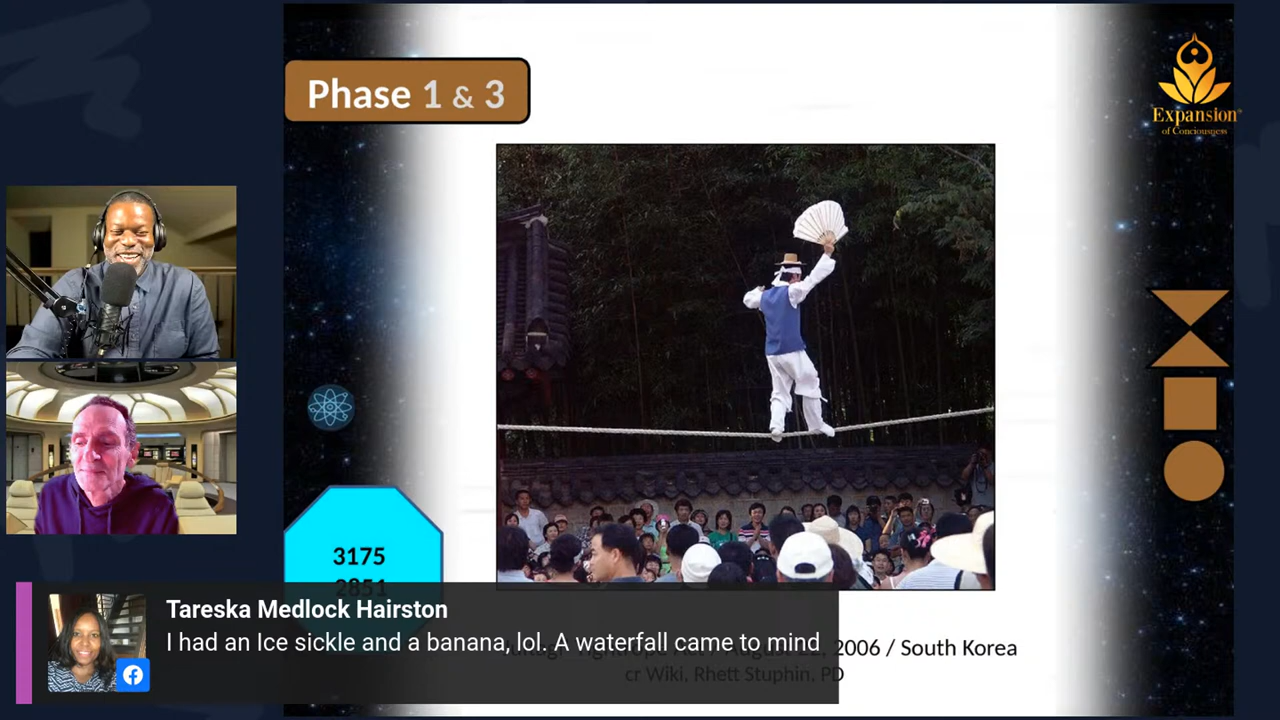 Phase 1 & 3
Expansion
of Conciousness
3175
2851
Tareska Medlock Hairston
I had an Ice sickle and a banana, lol. A waterfall came to mind
2006 / South Korea
cr Wiki, Rhett Stuphin, PD